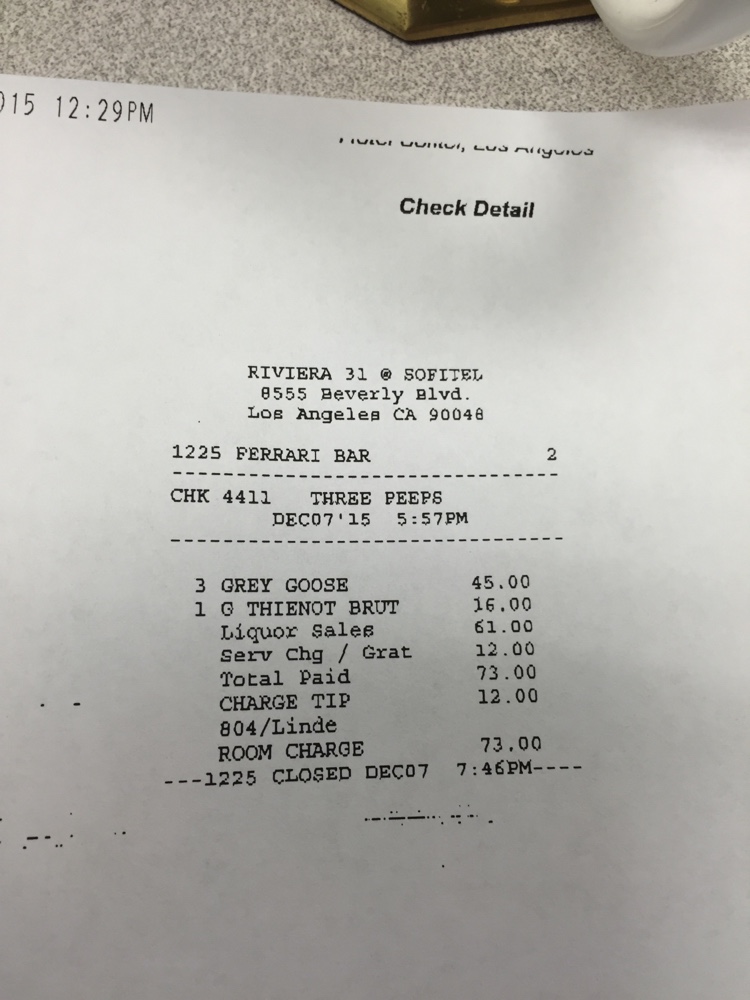 015 12:29PM
Los Angeles
Check Detail
RIVIERA 31 @ SOFITEL
8555 Beverly Blvd.
Los Angeles CA 90048
1225 FERRARI BAR 2
--------------------------------
CHK 4411 THREE PEEPS
DEC07'15 5:57PM
--------------------------------
3 GREY GOOSE 45.00
1 G THIENOT BRUT 16.00
Liquor Sales 61.00
Serv Chg / Grat 12.00
Total Paid 73.00
CHARGE TIP 12.00
804/Linde
ROOM CHARGE 73.00
---1225 CLOSED DEC07 7:46PM----